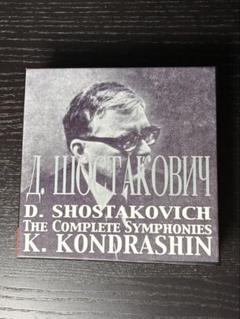 Д. ШОСТАКОВИЧ
D. SHOSTAKOVICH
THE COMPLETE SYMPHONIES
K. KONDRASHIN